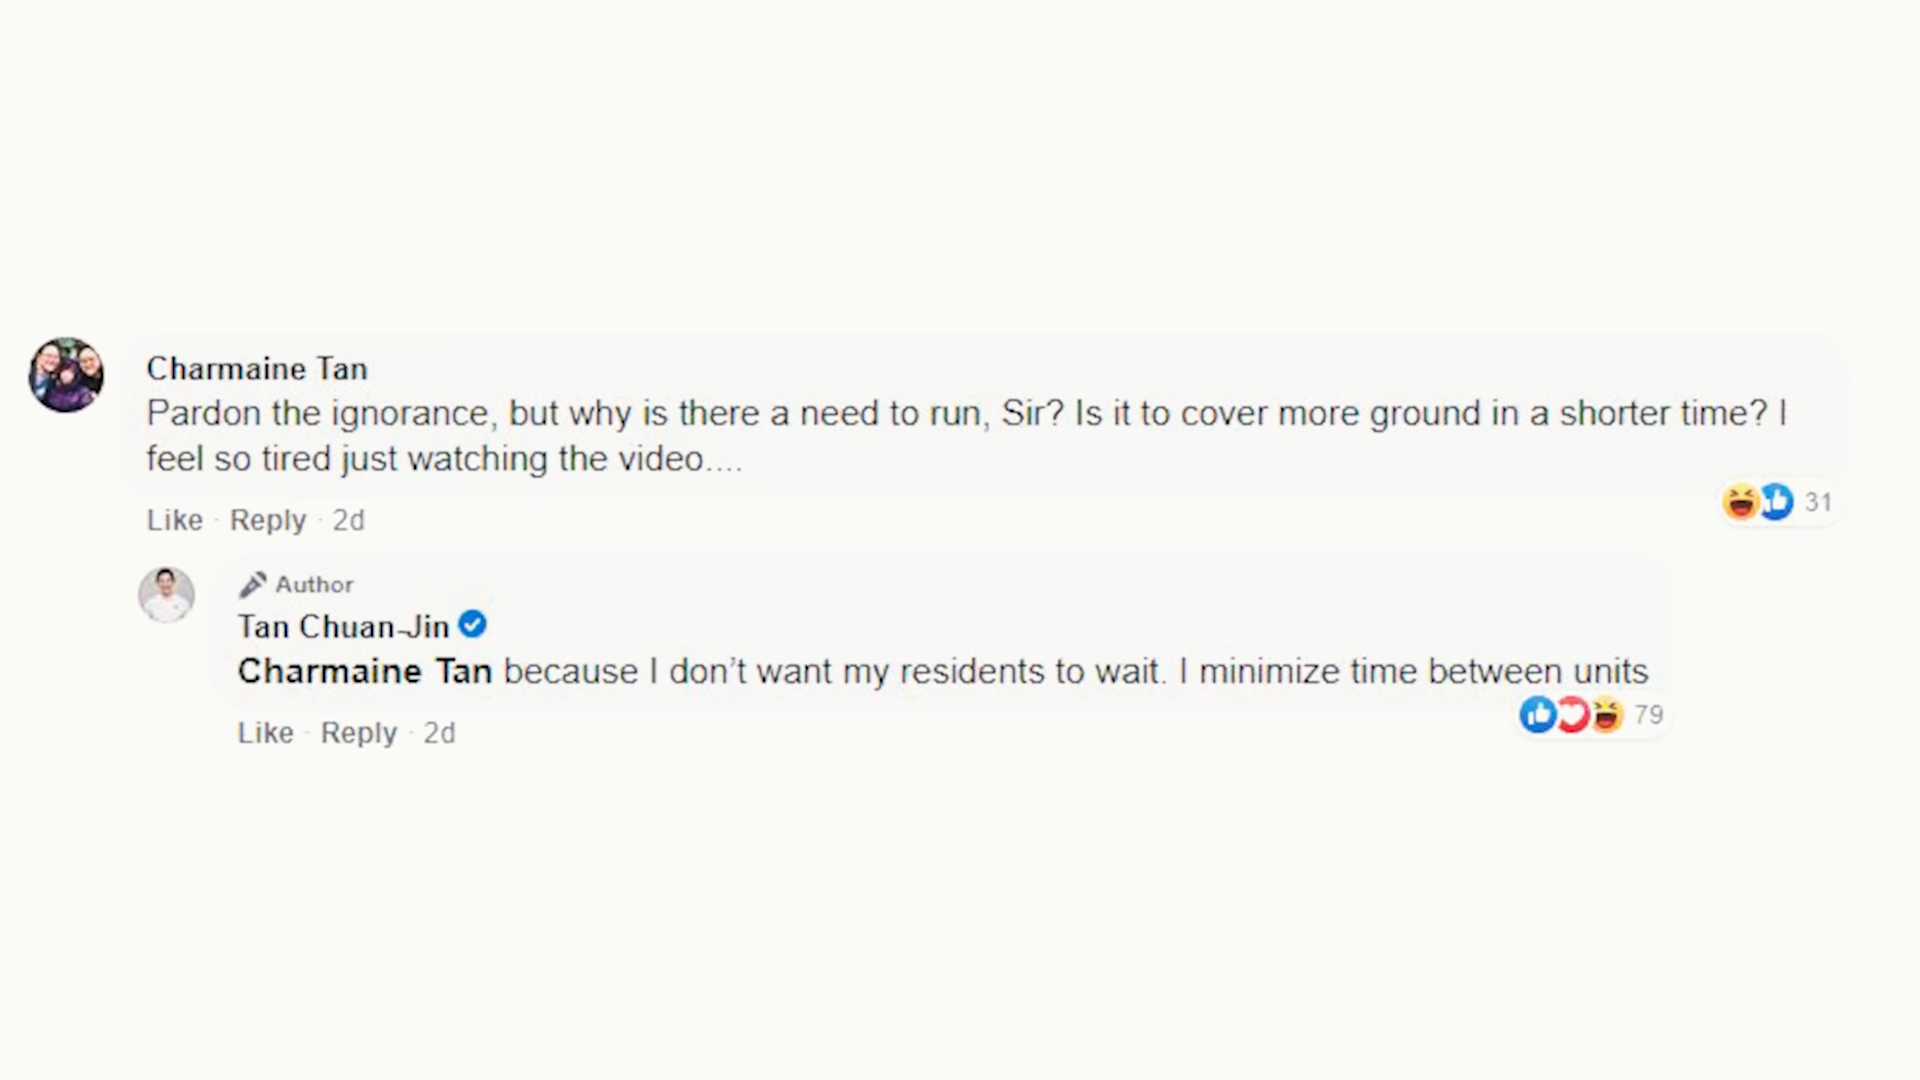 Charmaine Tan
Pardon the ignorance, but why is there a need to run, Sir? Is it to cover more ground in a shorter time? I
feel so tired just watching the video....
Like · Reply · 2d
31
Author
Tan Chuan-Jin
Charmaine Tan because I don’t want my residents to wait. I minimize time between units
79
Like · Reply · 2d